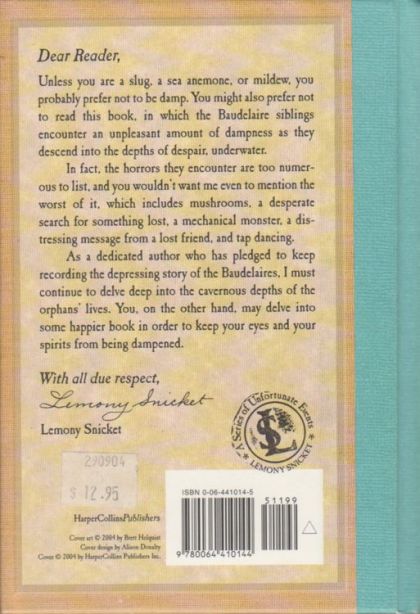 Dear Reader,
Unless you are a slug, a sea anemone, or mildew, you
probably prefer not to be damp. You might also prefer not
to read this book, in which the Baudelaire siblings
encounter an unpleasant amount of dampness as they
descend into the depths of despair, underwater.
In fact, the horrors they encounter are too numer-
ous to list, and you wouldn't want me even to mention the
worst of it, which includes mushrooms, a desperate
search for something lost, a mechanical monster, a dis-
tressing message from a lost friend, and tap dancing.
As a dedicated author who has pledged to keep
recording the depressing story of the Baudelaires, I must
continue to delve deep into the cavernous depths of the
orphans' lives. You, on the other hand, may delve into
some happier book in order to keep your eyes and your
spirits from being dampened.
With all due respect,
Lemony Snicket
Lemony Snicket
A Series of Unfortunate Events
LS
LEMONY SNICKET
290904
$ 12.95
HarperCollinsPublishers
Cover art © 2004 by Brett Helquist
Cover design by Alison Donalty
Cover © 2004 by HarperCollins Publishers Inc.
ISBN 0-06-441014-5
51199
9 780064 410144